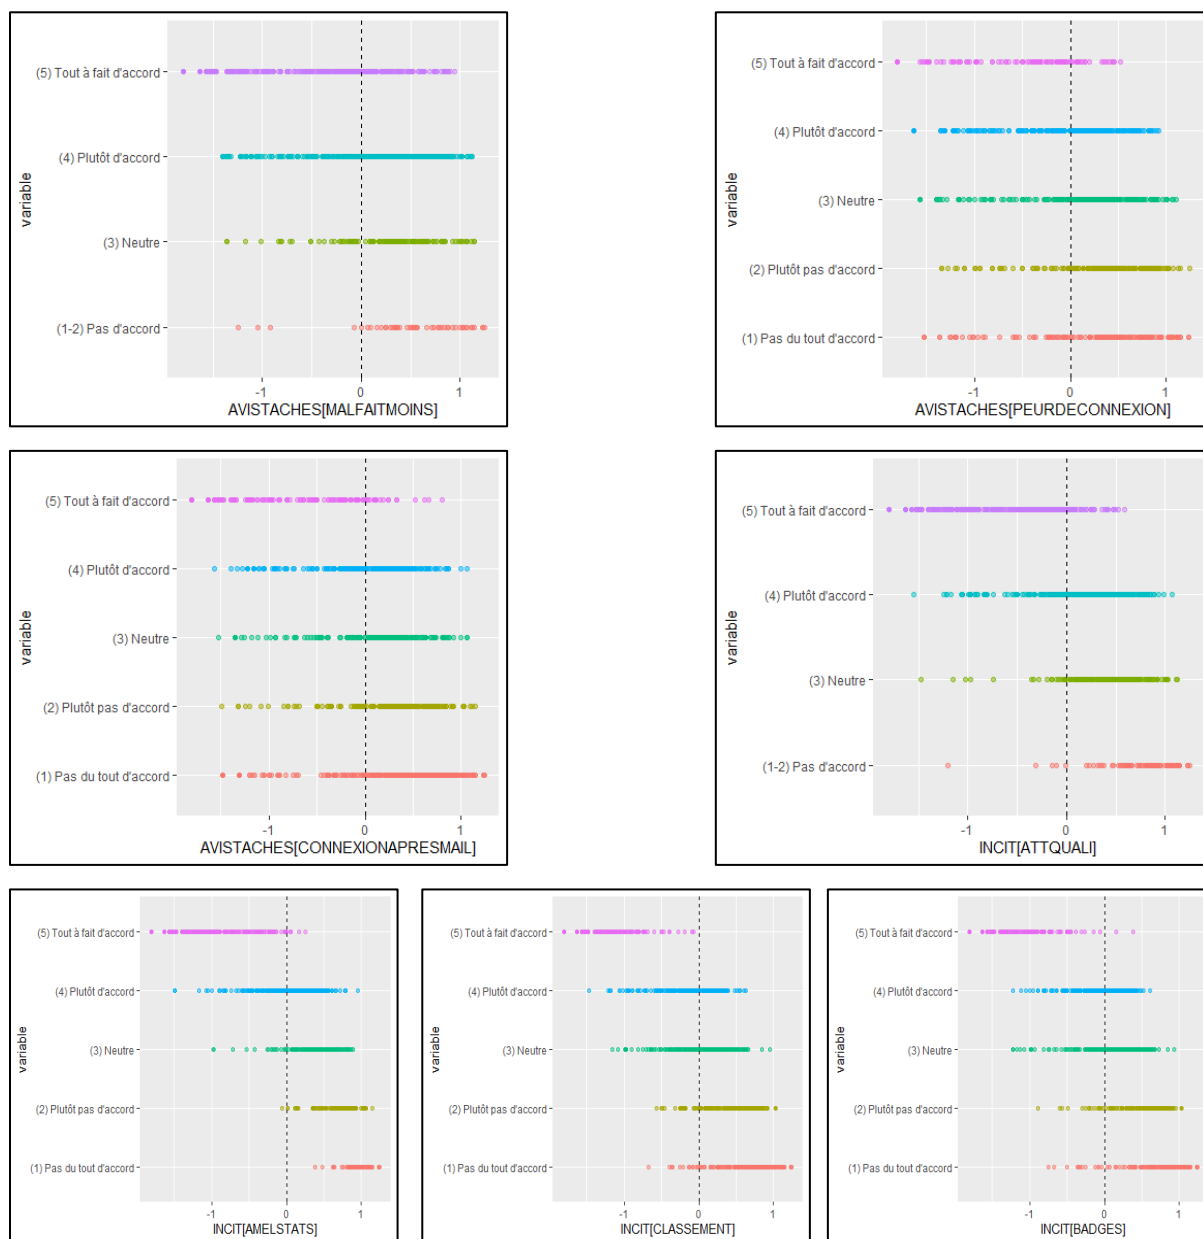 variable
(5) Tout à fait d'accord
(4) Plutôt d'accord
(3) Neutre
(1-2) Pas d'accord
-1 0 1
AVISTACHES[MALFAITMOINS]
variable
(5) Tout à fait d'accord
(4) Plutôt d'accord
(3) Neutre
(2) Plutôt pas d'accord
(1) Pas du tout d'accord
-1 0 1
AVISTACHES[PEURDECONNEXION]
variable
(5) Tout à fait d'accord
(4) Plutôt d'accord
(3) Neutre
(2) Plutôt pas d'accord
(1) Pas du tout d'accord
-1 0 1
AVISTACHES[CONNEXIONAPRESMAIL]
variable
(5) Tout à fait d'accord
(4) Plutôt d'accord
(3) Neutre
(1-2) Pas d'accord
-1 0 1
INCIT[ATTQUALI]
variable
(5) Tout à fait d'accord
(4) Plutôt d'accord
(3) Neutre
(2) Plutôt pas d'accord
(1) Pas du tout d'accord
-1 0 1
INCIT[AMELSTATS]
variable
(5) Tout à fait d'accord
(4) Plutôt d'accord
(3) Neutre
(2) Plutôt pas d'accord
(1) Pas du tout d'accord
-1 0 1
INCIT[CLASSEMENT]
variable
(5) Tout à fait d'accord
(4) Plutôt d'accord
(3) Neutre
(2) Plutôt pas d'accord
(1) Pas du tout d'accord
-1 0 1
INCIT[BADGES]